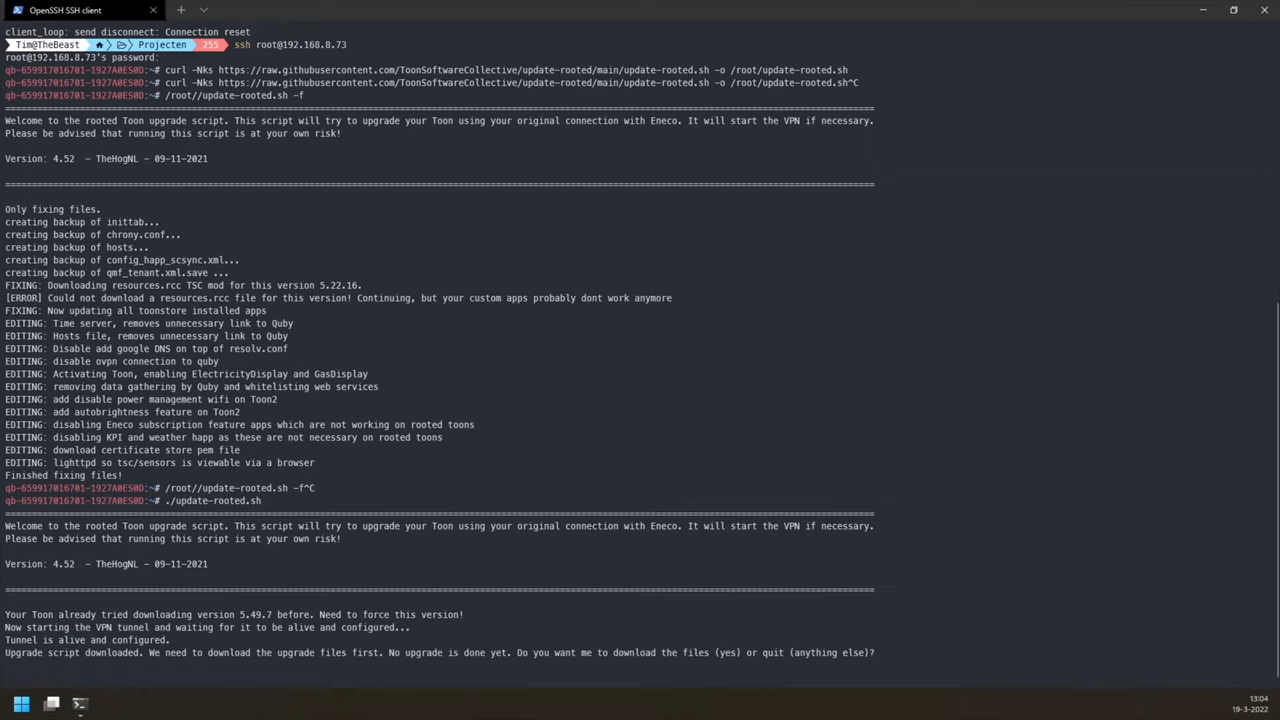 OpenSSH SSH client
client_loop: send disconnect: Connection reset
Tim@TheBeast Projecten 255 ssh root@192.168.8.73
root@192.168.8.73's password:
qb-659917016701-1927A0ES0D:~# curl -Nks https://raw.githubusercontent.com/ToonSoftwareCollective/update-rooted/main/update-rooted.sh -o /root/update-rooted.sh
qb-659917016701-1927A0ES0D:~# curl -Nks https://raw.githubusercontent.com/ToonSoftwareCollective/update-rooted/main/update-rooted.sh -o /root/update-rooted.sh^C
qb-659917016701-1927A0ES0D:~# /root//update-rooted.sh -f
===================================================================================================================================================================
Welcome to the rooted Toon upgrade script. This script will try to upgrade your Toon using your original connection with Eneco. It will start the VPN if necessary.
Please be advised that running this script is at your own risk!
Version: 4.52  - TheHogNL - 09-11-2021
===================================================================================================================================================================
Only fixing files.
creating backup of inittab...
creating backup of chrony.conf...
creating backup of hosts...
creating backup of config_happ_scsync.xml...
creating backup of qmf_tenant.xml.save ...
FIXING: Downloading resources.rcc TSC mod for this version 5.22.16.
[ERROR] Could not download a resources.rcc file for this version! Continuing, but your custom apps probably dont work anymore
FIXING: Now updating all toonstore installed apps
EDITING: Time server, removes unnecessary link to Quby
EDITING: Hosts file, removes unnecessary link to Quby
EDITING: Disable add google DNS on top of resolv.conf
EDITING: disable ovpn connection to quby
EDITING: Activating Toon, enabling ElectricityDisplay and GasDisplay
EDITING: removing data gathering by Quby and whitelisting web services
EDITING: add disable power management wifi on Toon2
EDITING: add autobrightness feature on Toon2
EDITING: disabling Eneco subscription feature apps which are not working on rooted toons
EDITING: disabling KPI and weather happ as these are not necessary on rooted toons
EDITING: download certificate store pem file
EDITING: lighttpd so tsc/sensors is viewable via a browser
Finished fixing files!
qb-659917016701-1927A0ES0D:~# /root//update-rooted.sh -f^C
qb-659917016701-1927A0ES0D:~# ./update-rooted.sh
===================================================================================================================================================================
Welcome to the rooted Toon upgrade script. This script will try to upgrade your Toon using your original connection with Eneco. It will start the VPN if necessary.
Please be advised that running this script is at your own risk!
Version: 4.52  - TheHogNL - 09-11-2021
===================================================================================================================================================================
Your Toon already tried downloading version 5.49.7 before. Need to force this version!
Now starting the VPN tunnel and waiting for it to be alive and configured...
Tunnel is alive and configured.
Upgrade script downloaded. We need to download the upgrade files first. No upgrade is done yet. Do you want me to download the files (yes) or quit (anything else)?
13:04
19-3-2022